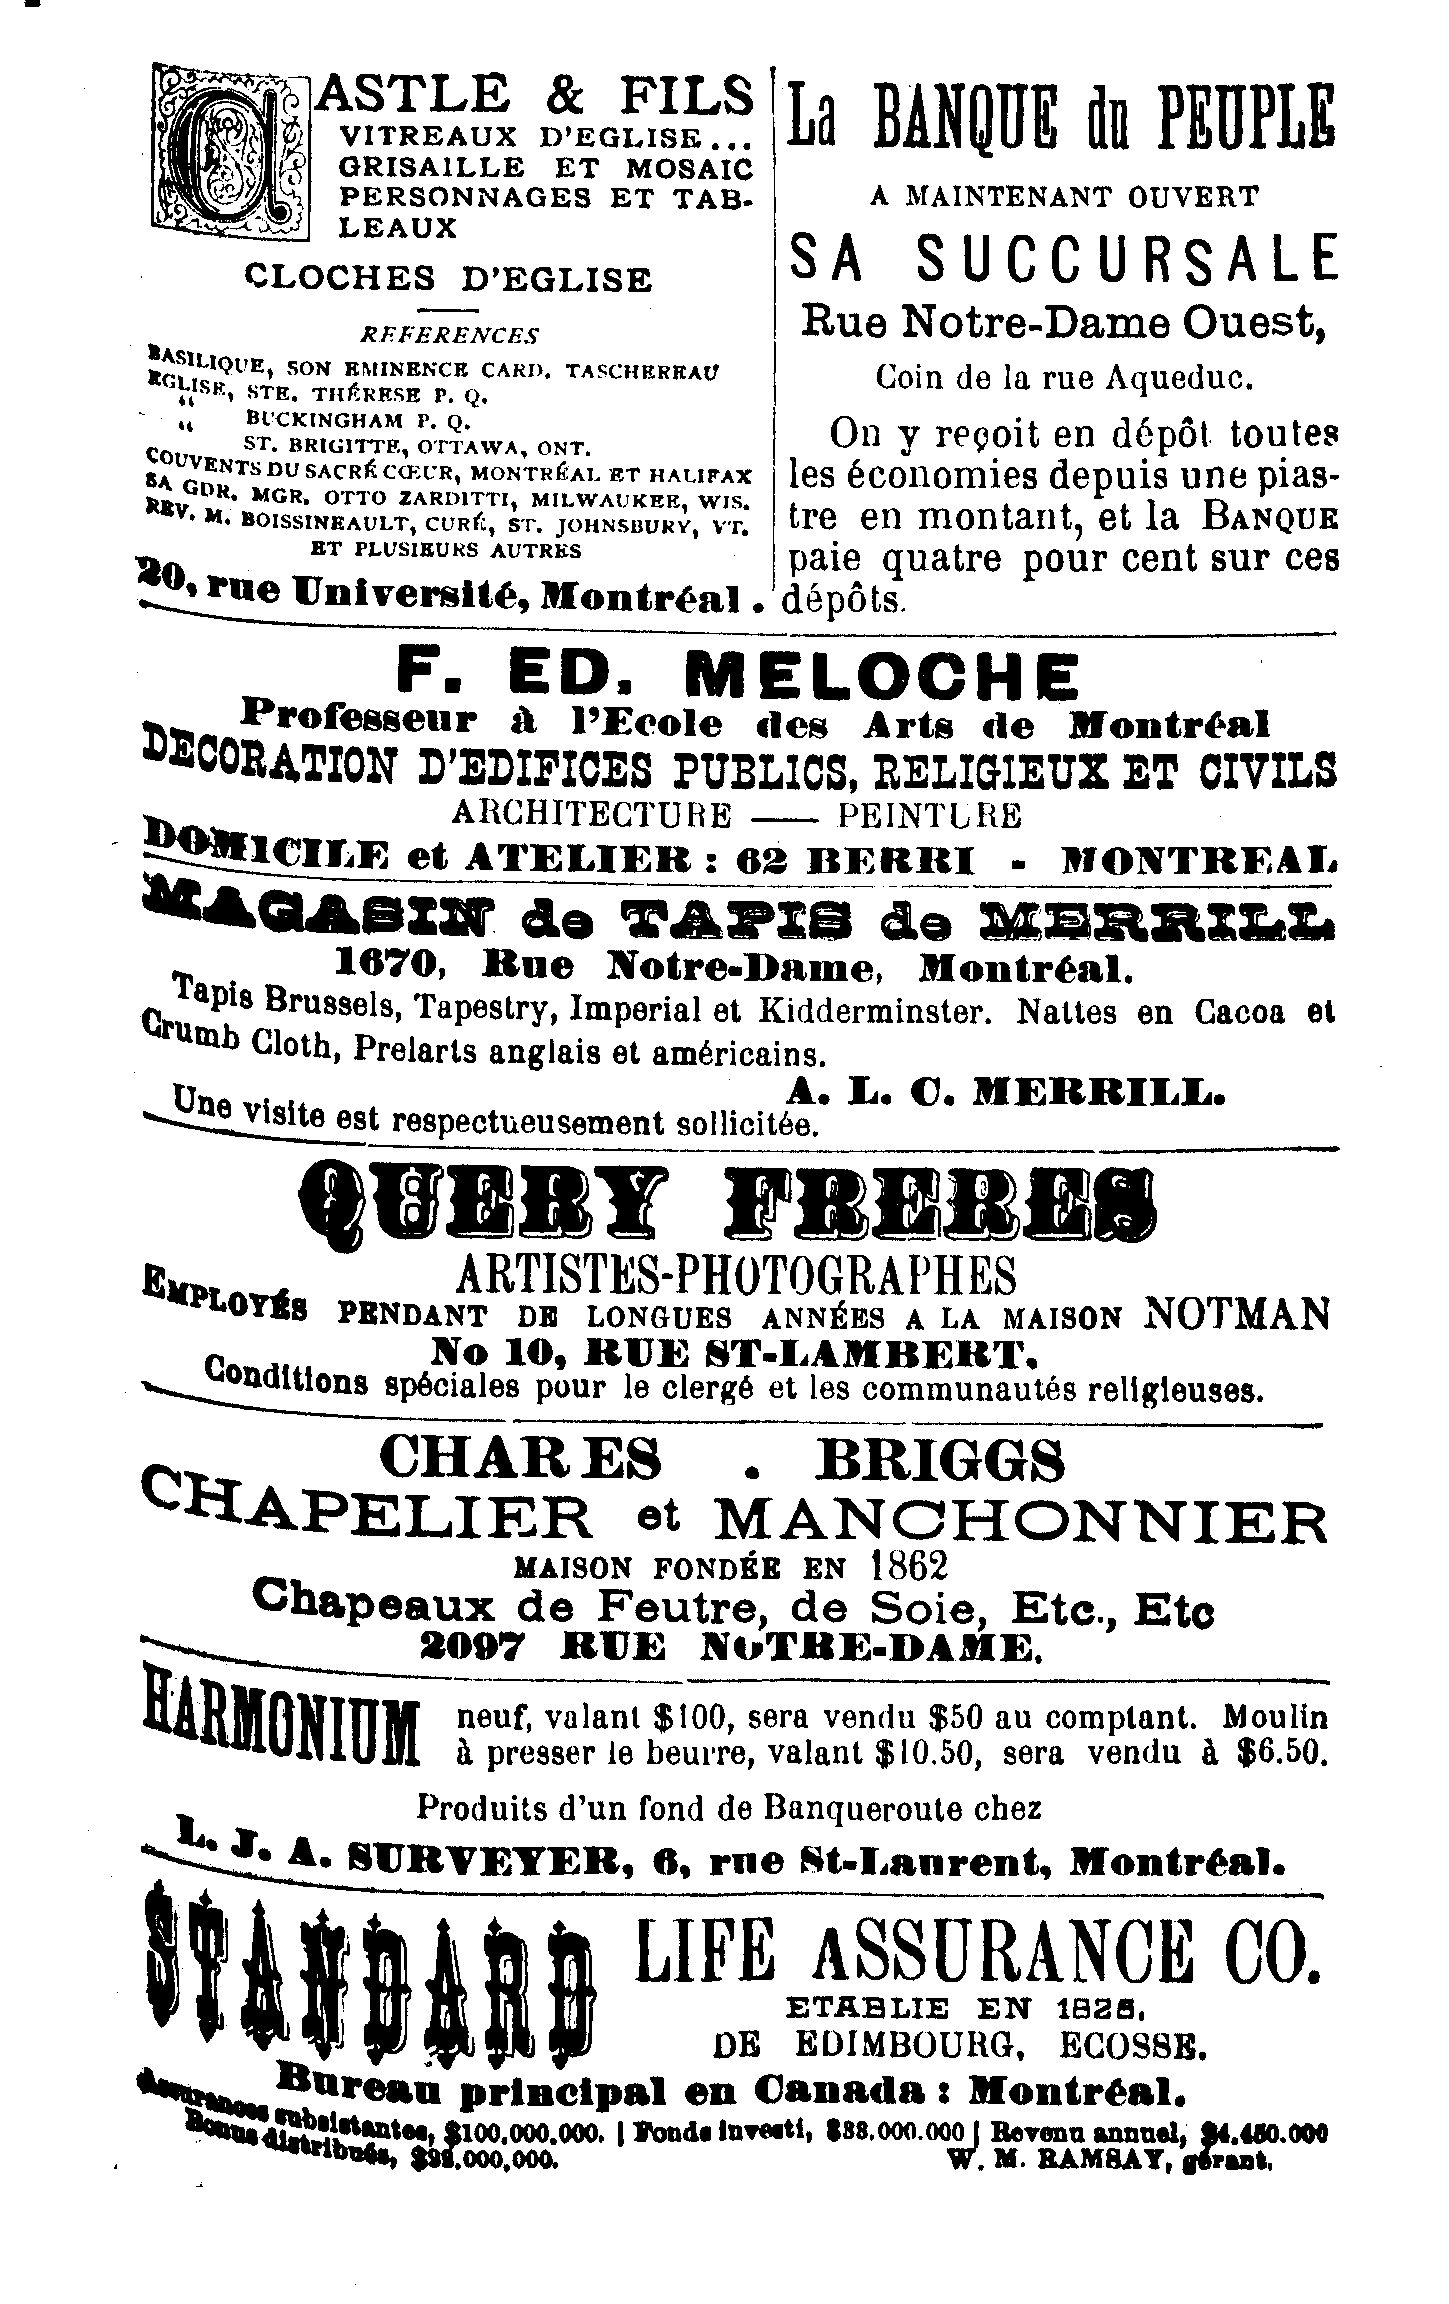 CASTLE & FILS
VITREAUX D'EGLISE...
GRISAILLE ET MOSAIC
PERSONNAGES ET TAB-
LEAUX
CLOCHES D'EGLISE
REFERENCES
BASILIQUE, SON EMINENCE CARD. TASCHEREAU
EGLISE, STE. THÉRESE P. Q.
“ BUCKINGHAM P. Q.
“ ST. BRIGITTE, OTTAWA, ONT.
COUVENTS DU SACRÉ CŒUR, MONTRÉAL ET HALIFAX
SA GDR. MGR. OTTO ZARDITTI, MILWAUKEE, WIS.
REV. M. BOISSINEAULT, CURÉ, ST. JOHNSBURY, VT.
ET PLUSIEURS AUTRES
20, rue Université, Montréal.
La BANQUE du PEUPLE
A MAINTENANT OUVERT
SA SUCCURSALE
Rue Notre-Dame Ouest,
Coin de la rue Aqueduc.
On y reçoit en dépôt toutes
les économies depuis une pias-
tre en montant, et la BANQUE
paie quatre pour cent sur ces
dépôts.
F. ED. MELOCHE
Professeur à l'Ecole des Arts de Montréal
DECORATION D'EDIFICES PUBLICS, RELIGIEUX ET CIVILS
ARCHITECTURE — PEINTURE
DOMICILE et ATELIER : 62 BERRI - MONTREAL
MAGASIN de TAPIS de MERRILL
1670, Rue Notre-Dame, Montréal.
Tapis Brussels, Tapestry, Imperial et Kidderminster. Nattes en Cacoa et
Crumb Cloth, Prelarts anglais et américains.
A. L. C. MERRILL.
Une visite est respectueusement sollicitée.
QUERY FRERES
ARTISTES-PHOTOGRAPHES
EMPLOYÉS PENDANT DE LONGUES ANNÉES A LA MAISON NOTMAN
No 10, RUE ST-LAMBERT.
Conditions spéciales pour le clergé et les communautés religieuses.
CHAR ES . BRIGGS
CHAPELIER et MANCHONNIER
MAISON FONDÉE EN 1862
Chapeaux de Feutre, de Soie, Etc., Etc
2097 RUE NOTRE-DAME.
HARMONIUM neuf, valant $100, sera vendu $50 au comptant. Moulin
à presser le beurre, valant $10.50, sera vendu à $6.50.
Produits d'un fond de Banqueroute chez
L. J. A. SURVEYER, 6, rue St-Laurent, Montréal.
STANDARD LIFE ASSURANCE CO.
ETABLIE EN 1825.
DE EDIMBOURG, ECOSSE.
Bureau principal en Canada : Montréal.
Assurances subsistantes, $100.000.000. | Fonds investi, $33.000.000 | Revenu annuel, $4.450.000
Bonus distribués, 000,000.
W. M. RAMSAY, gérant.